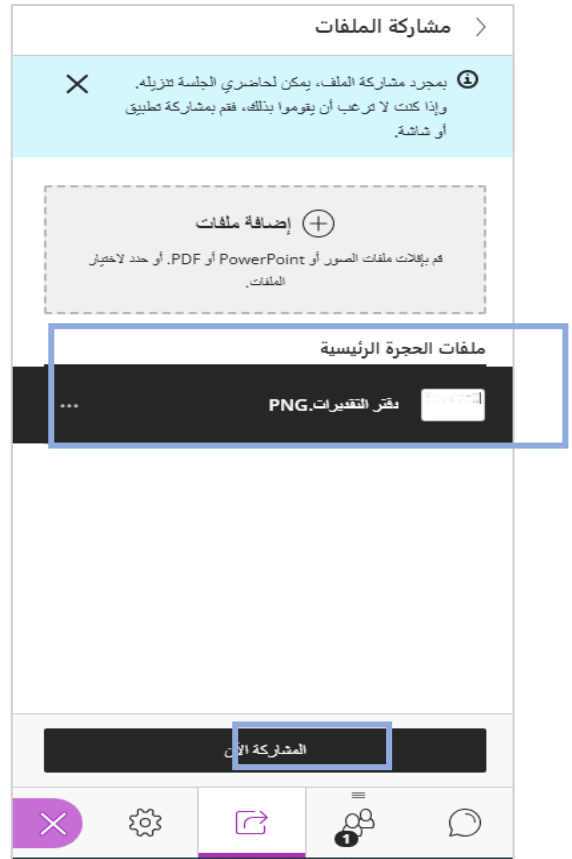 مشاركة الملفات
بمجرد مشاركة الملف، يمكن لحاضري الجلسة تنزيله.
وإذا كنت لا ترغب أن يقوموا بذلك، فقم بمشاركة تطبيق
أو شاشة.
إضافة ملفات
قم بإفلات ملفات الصور أو PowerPoint أو PDF. أو حدد لاختيار
الملفات.
ملفات الحجرة الرئيسية
دفتر التقديرات.PNG
المشاركة الآن
1